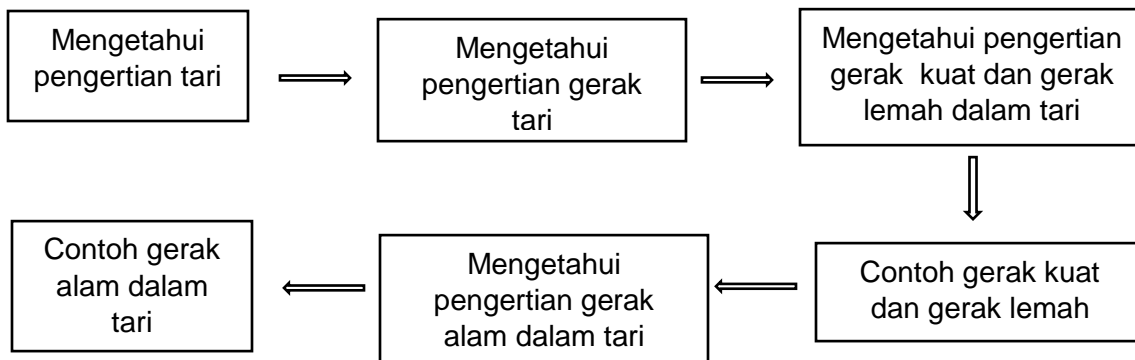 Mengetahui
pengertian tari
Mengetahui
pengertian gerak
tari
Mengetahui pengertian
gerak kuat dan gerak
lemah dalam tari
Contoh gerak kuat
dan gerak lemah
Mengetahui
pengertian gerak
alam dalam tari
Contoh gerak
alam dalam
tari